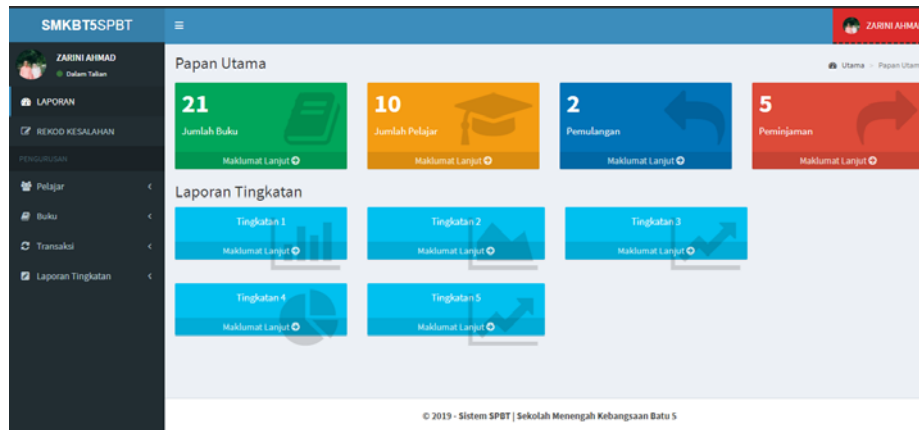 SMKBT5SPBT
ZARINI AHMA
ZARINI AHMAD
Dalam Talian
LAPORAN
REKOD KESALAHAN
PENGURUSAN
Pelajar
Buku
Transaksi
Laporan Tingkatan
Papan Utama
Utama > Papan Utam
21
Jumlah Buku
Maklumat Lanjut
10
Jumlah Pelajar
Maklumat Lanjut
2
Pemulangan
Maklumat Lanjut
5
Peminjaman
Maklumat Lanjut
Laporan Tingkatan
Tingkatan 1
Maklumat Lanjut
Tingkatan 2
Maklumat Lanjut
Tingkatan 3
Maklumat Lanjut
Tingkatan 4
Maklumat Lanjut
Tingkatan 5
Maklumat Lanjut
© 2019 - Sistem SPBT | Sekolah Menengah Kebangsaan Batu 5